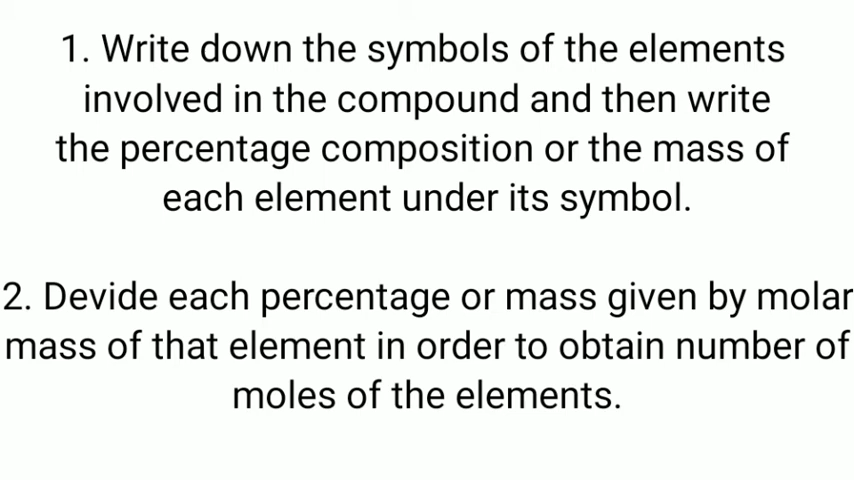 1. Write down the symbols of the elements
involved in the compound and then write
the percentage composition or the mass of
each element under its symbol.
2. Devide each percentage or mass given by molar
mass of that element in order to obtain number of
moles of the elements.